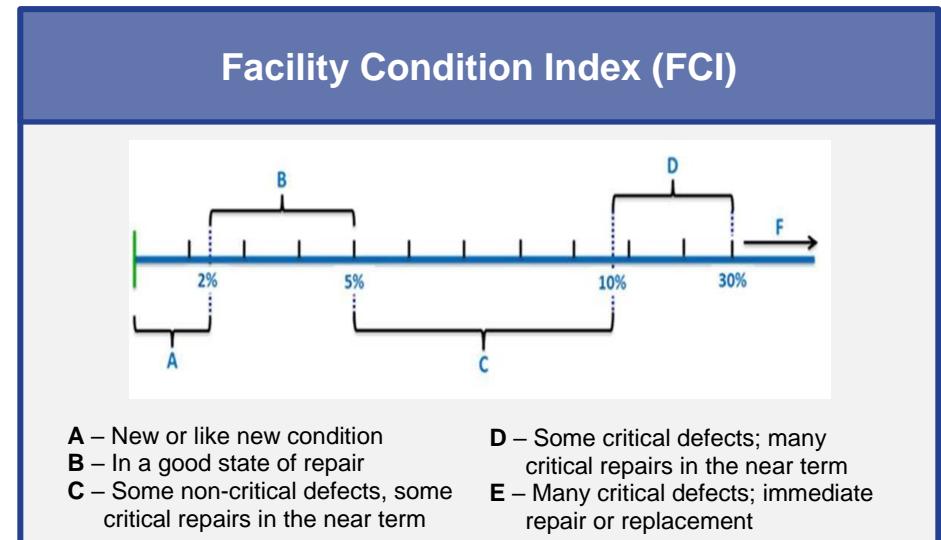 Facility Condition Index (FCI)
B
D
F
2%
5%
10%
30%
A
C
A – New or like new condition
B – In a good state of repair
C – Some non-critical defects, some
critical repairs in the near term
D – Some critical defects; many
critical repairs in the near term
E – Many critical defects; immediate
repair or replacement